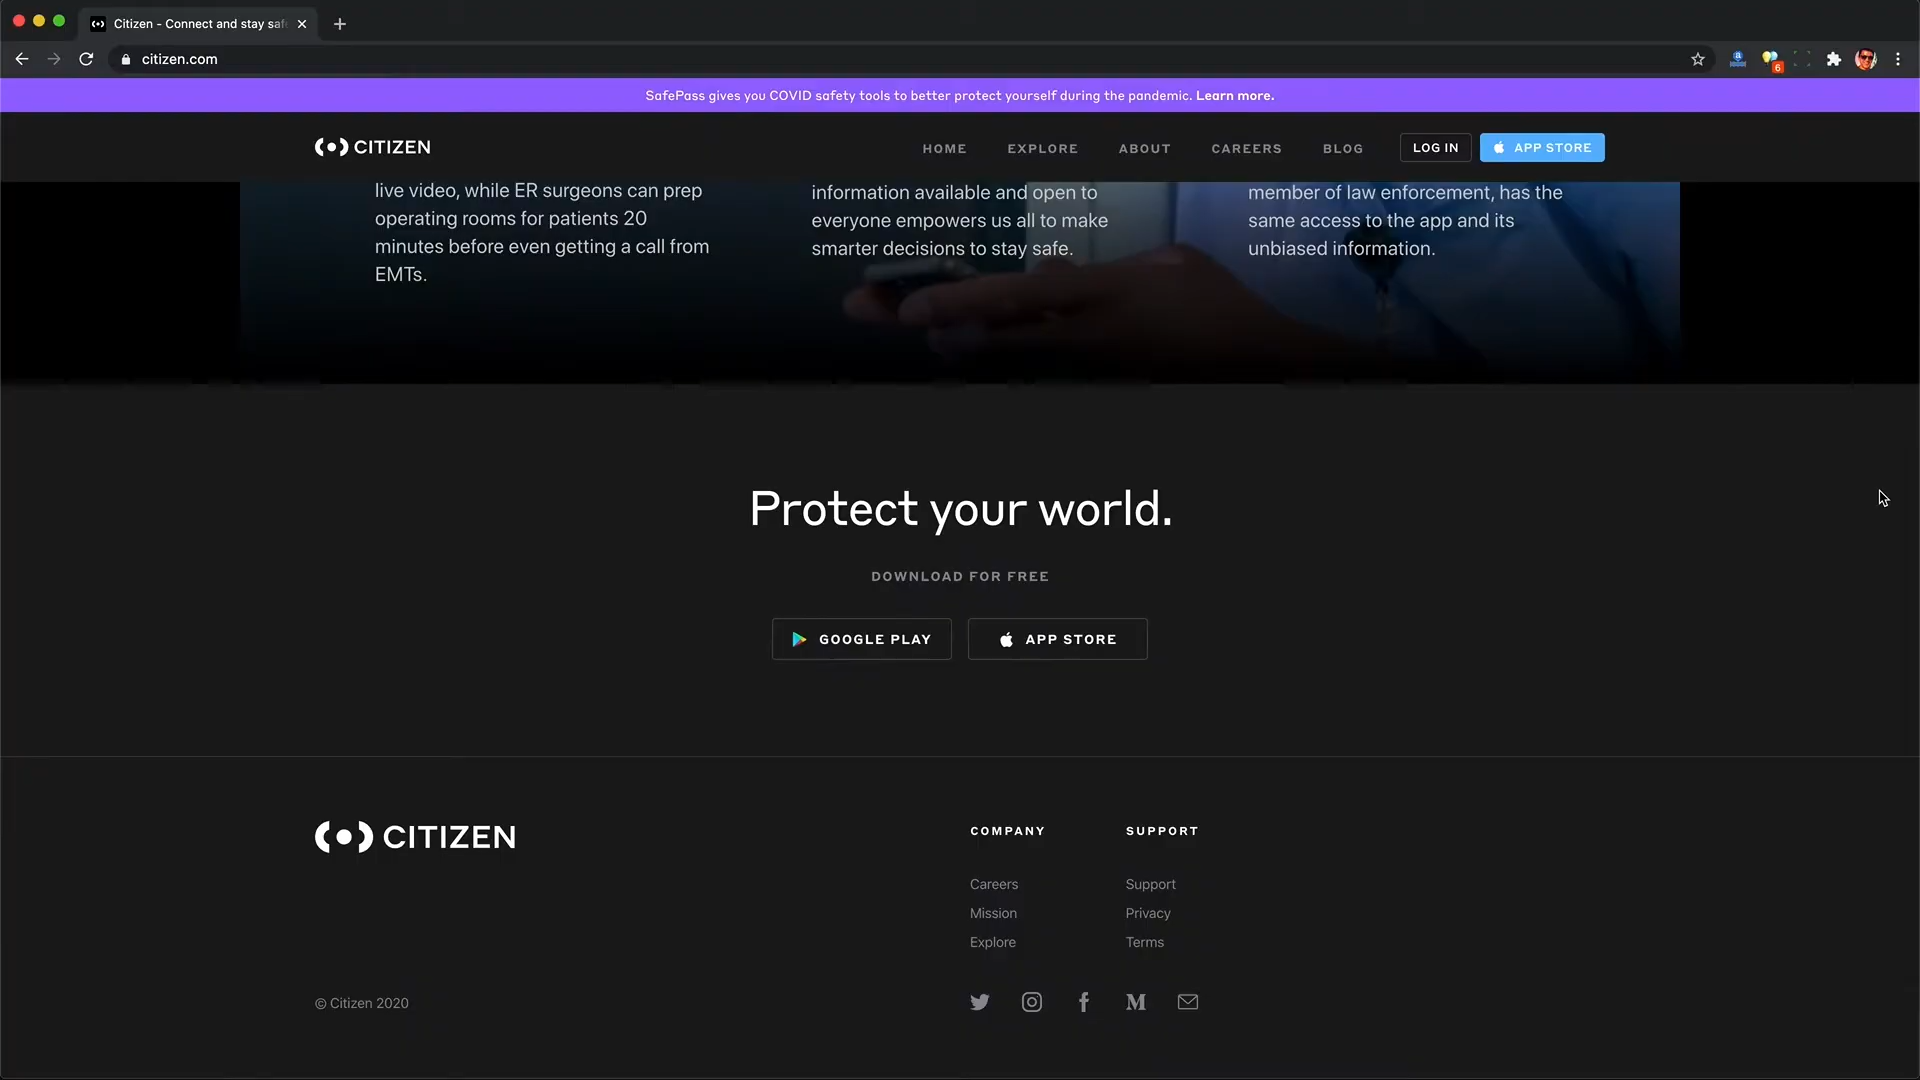 Citizen - Connect and stay saf
citizen.com
6
SafePass gives you COVID safety tools to better protect yourself during the pandemic. Learn more.
CITIZEN
HOME
EXPLORE
ABOUT
CAREERS
BLOG
LOG IN
APP STORE
live video, while ER surgeons can prep
operating rooms for patients 20
minutes before even getting a call from
EMTs.
information available and open to
everyone empowers us all to make
smarter decisions to stay safe.
member of law enforcement, has the
same access to the app and its
unbiased information.
Protect your world.
DOWNLOAD FOR FREE
GOOGLE PLAY
APP STORE
CITIZEN
COMPANY
Careers
Mission
Explore
SUPPORT
Support
Privacy
Terms
© Citizen 2020